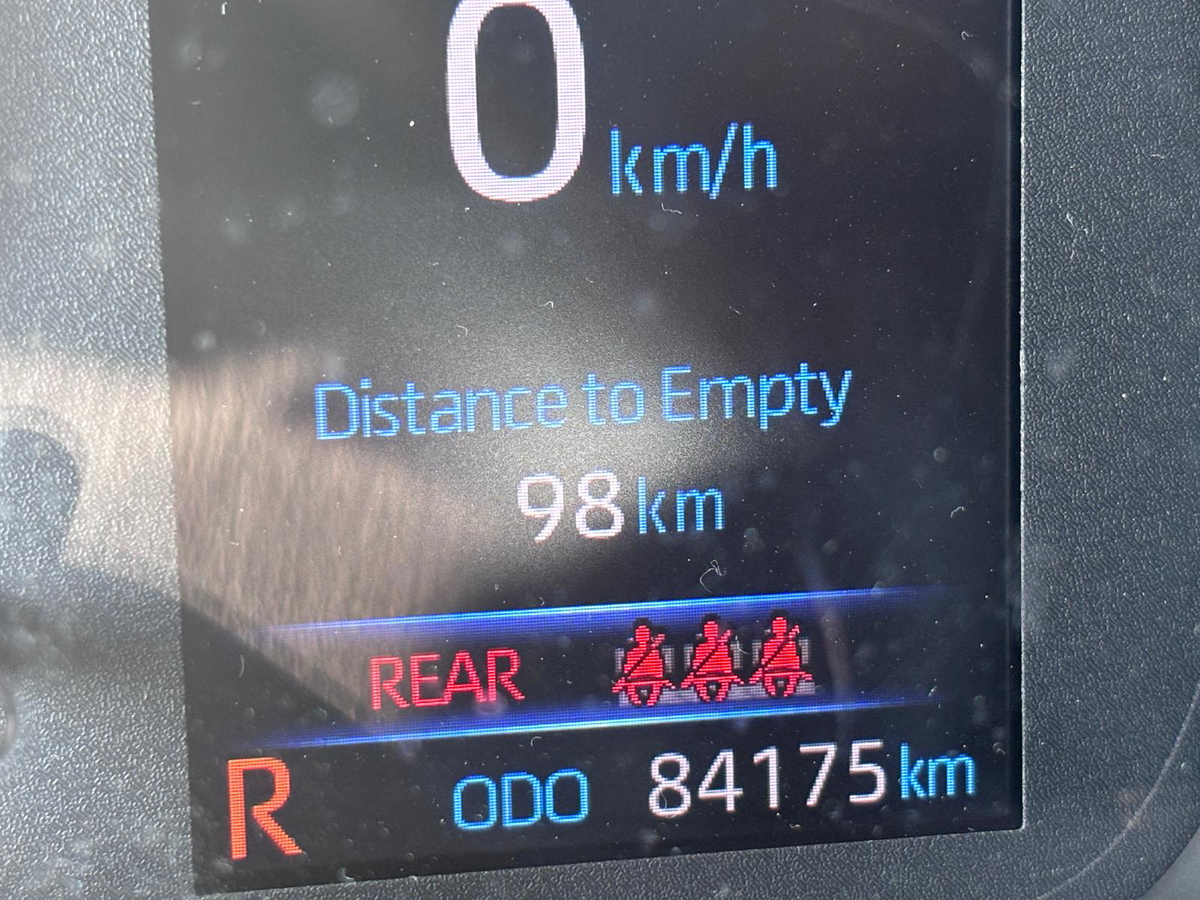 0 km/h
Distance to Empty
98 km
REAR
R ODO 84175 km